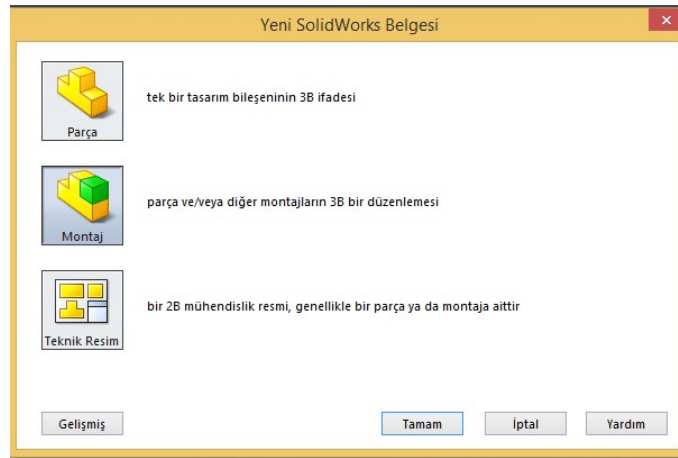 Yeni SolidWorks Belgesi
tek bir tasarım bileşeninin 3B ifadesi
Parça
parça ve/veya diğer montajların 3B bir düzenlemesi
Montaj
bir 2B mühendislik resmi, genellikle bir parça ya da montaja aittir
Teknik Resim
Gelişmiş Tamam İptal Yardım